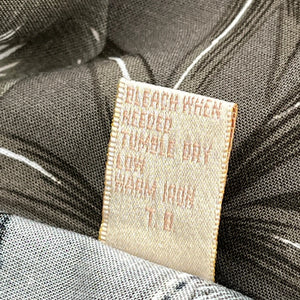 BLEACH WHEN
NEEDED
TUMBLE DRY
LOW
WARM IRON
T B